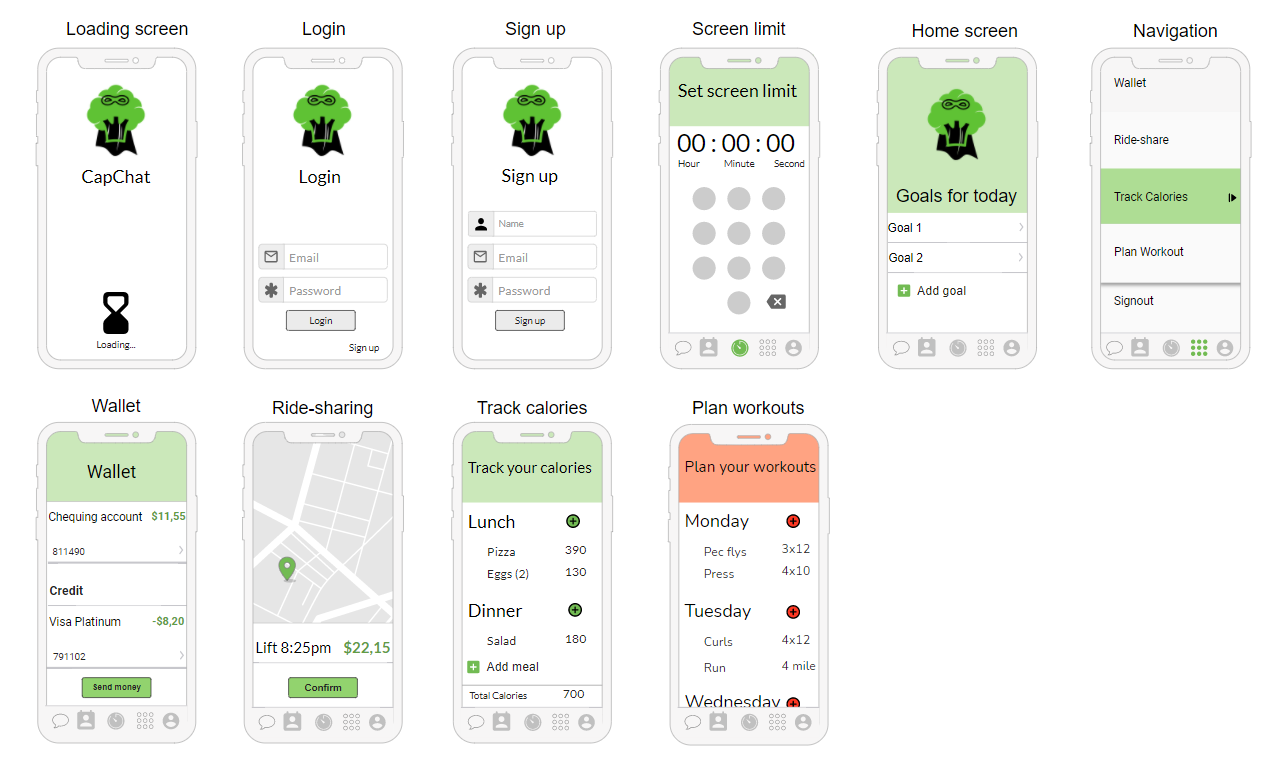 Loading screen
CapChat
Loading...
Login
Login
Email
Password
Login
Sign up
Sign up
Sign up
Name
Email
Password
Sign up
Screen limit
Set screen limit
00 : 00 : 00
Hour Minute Second
Home screen
Goals for today
Goal 1
Goal 2
Add goal
Navigation
Wallet
Ride-share
Track Calories
Plan Workout
Signout
Wallet
Wallet
Chequing account $11,55
811490
Credit
Visa Platinum -$8,20
791102
Send money
Ride-sharing
Lift 8:25pm $22,15
Confirm
Track calories
Track your calories
Lunch
Pizza 390
Eggs (2) 130
Dinner
Salad 180
Add meal
Total Calories 700
Plan workouts
Plan your workouts
Monday
Pec flys 3x12
Press 4x10
Tuesday
Curls 4x12
Run 4 mile
Wednesday